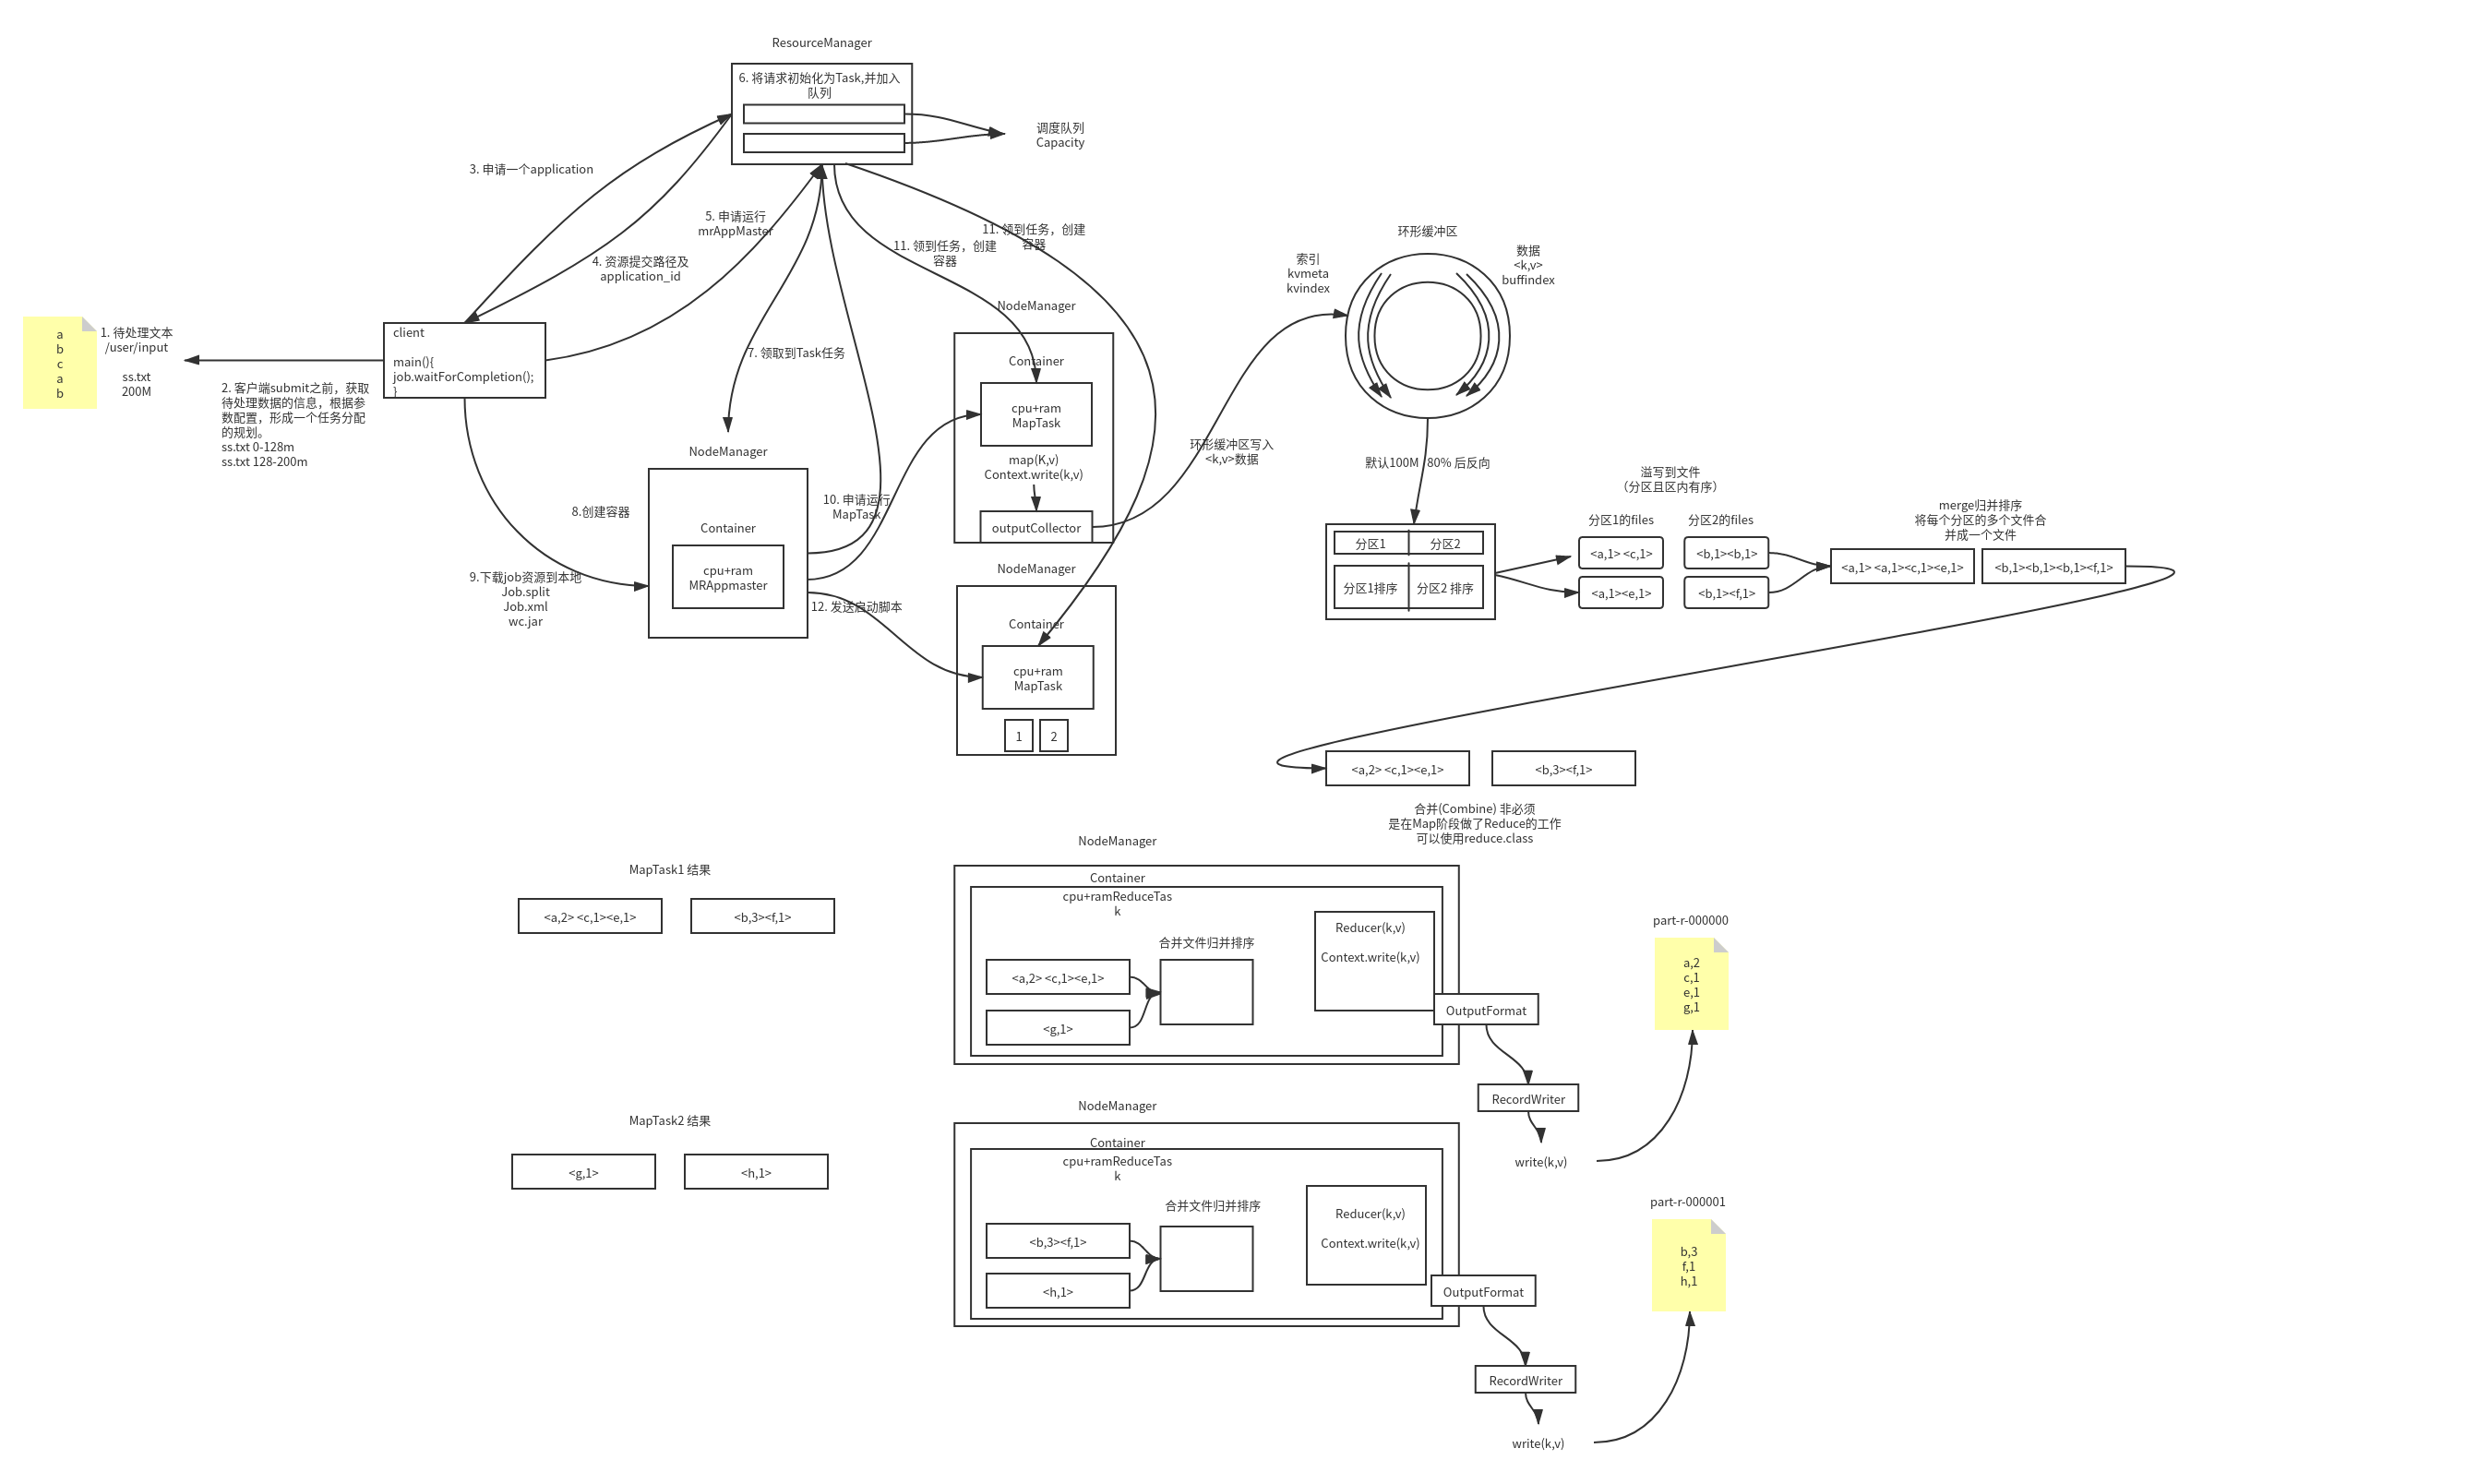 ResourceManager
6. 将请求初始化为Task,并加入
队列
调度队列
Capacity
3. 申请一个application
5. 申请运行
mrAppMaster
4. 资源提交路径及
application_id
11. 领到任务，创建
容器
11. 领到任务，创建
容器
a
b
c
a
b
1. 待处理文本
/user/input
ss.txt
200M
2. 客户端submit之前，获取
待处理数据的信息，根据参
数配置，形成一个任务分配
的规划。
ss.txt 0-128m
ss.txt 128-200m
client
main(){
job.waitForCompletion();
}
7. 领取到Task任务
NodeManager
8.创建容器
Container
cpu+ram
MRAppmaster
9.下载job资源到本地
Job.split
Job.xml
wc.jar
10. 申请运行
MapTask
12. 发送启动脚本
NodeManager
Container
cpu+ram
MapTask
map(K,v)
Context.write(k,v)
outputCollector
NodeManager
Container
cpu+ram
MapTask
1
2
环形缓冲区写入
<k,v>数据
环形缓冲区
索引
kvmeta
kvindex
数据
<k,v>
buffindex
默认100M
80% 后反向
分区1
分区2
分区1排序
分区2 排序
溢写到文件
（分区且区内有序）
分区1的files
分区2的files
<a,1> <c,1>
<b,1><b,1>
<a,1><e,1>
<b,1><f,1>
merge归并排序
将每个分区的多个文件合
并成一个文件
<a,1> <a,1><c,1><e,1>
<b,1><b,1><b,1><f,1>
<a,2> <c,1><e,1>
<b,3><f,1>
合并(Combine) 非必须
是在Map阶段做了Reduce的工作
可以使用reduce.class
MapTask1 结果
<a,2> <c,1><e,1>
<b,3><f,1>
NodeManager
Container
cpu+ramReduceTas
k
合并文件归并排序
<a,2> <c,1><e,1>
<g,1>
Reducer(k,v)
Context.write(k,v)
OutputFormat
RecordWriter
write(k,v)
part-r-000000
a,2
c,1
e,1
g,1
MapTask2 结果
<g,1>
<h,1>
NodeManager
Container
cpu+ramReduceTas
k
合并文件归并排序
<b,3><f,1>
<h,1>
Reducer(k,v)
Context.write(k,v)
OutputFormat
RecordWriter
write(k,v)
part-r-000001
b,3
f,1
h,1